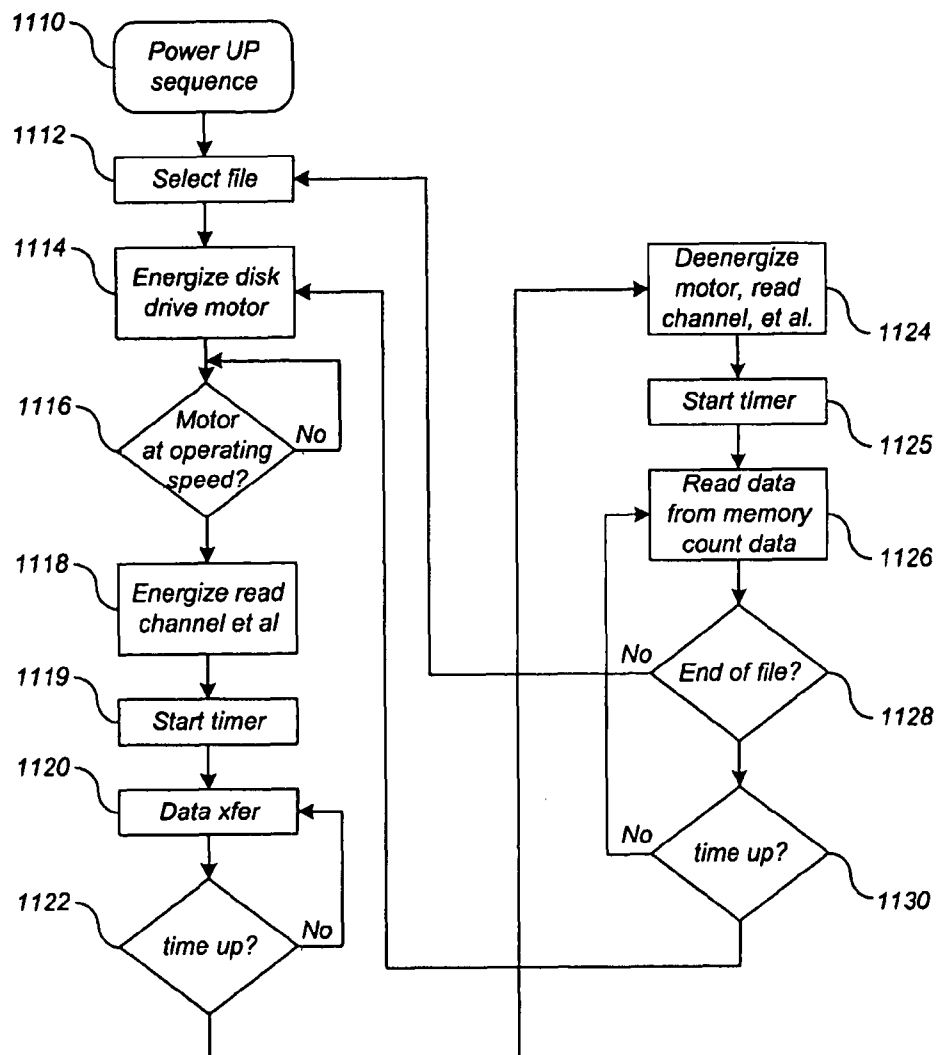 1110
Power UP
sequence
1112
Select file
1114
Energize disk
drive motor
1116
Motor
at operating
speed?
No
1118
Energize read
channel et al
1119
Start timer
1120
Data xfer
1122
time up?
No
Deenergize
motor, read
channel, et al.
1124
Start timer
1125
Read data
from memory
count data
1126
No
End of file?
1128
No
time up?
1130